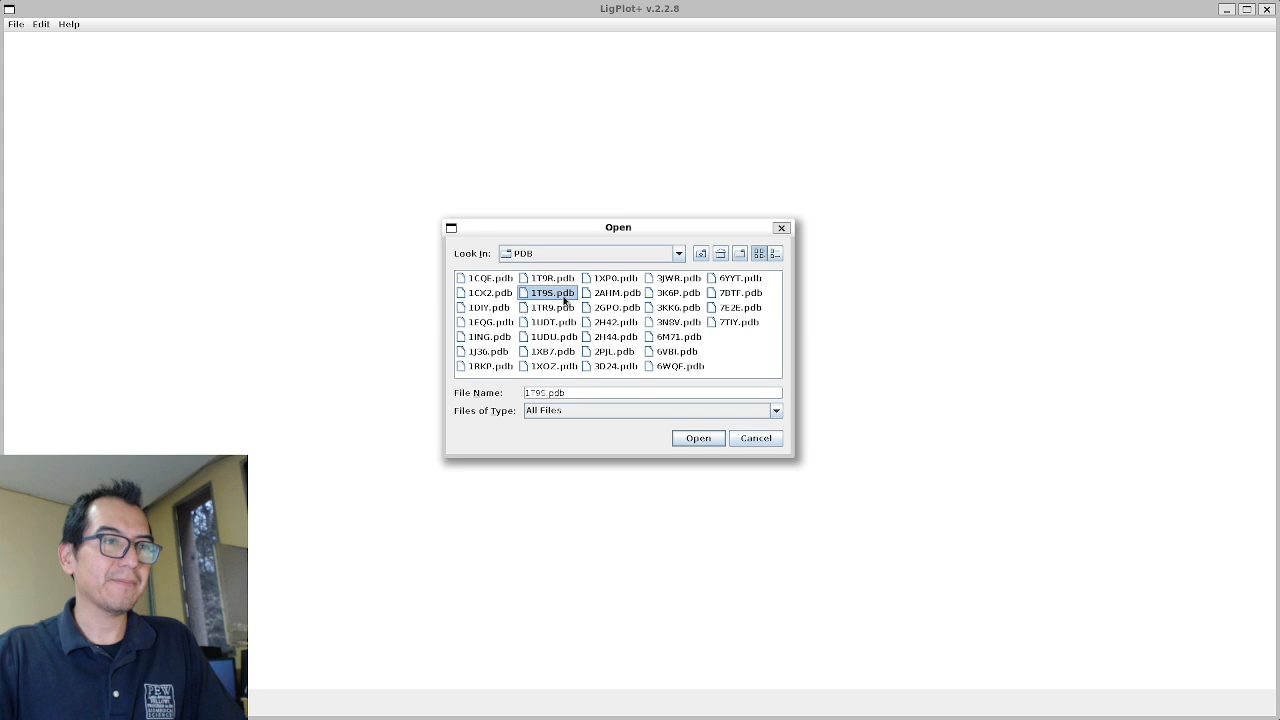 LigPlot+ v.2.2.8
File Edit Help
Open
Look In: PDB
1CQE.pdb 1T9R.pdb 1XP0.pdb 3JWR.pdb 6YYT.pdb
1CX2.pdb 1T9S.pdb 2AHM.pdb 3K6P.pdb 7BTF.pdb
1DIY.pdb 1TR9.pdb 2GPO.pdb 3KK6.pdb 7E2E.pdb
1EQG.pdb 1UDT.pdb 2H42.pdb 3N8V.pdb 7TIY.pdb
1ING.pdb 1UDU.pdb 2H44.pdb 6M71.pdb
1J36.pdb 1XB7.pdb 2PJL.pdb 6VBI.pdb
1RKP.pdb 1XOZ.pdb 3D24.pdb 6WQF.pdb
File Name: 1T9S.pdb
Files of Type: All Files
Open Cancel
PEW